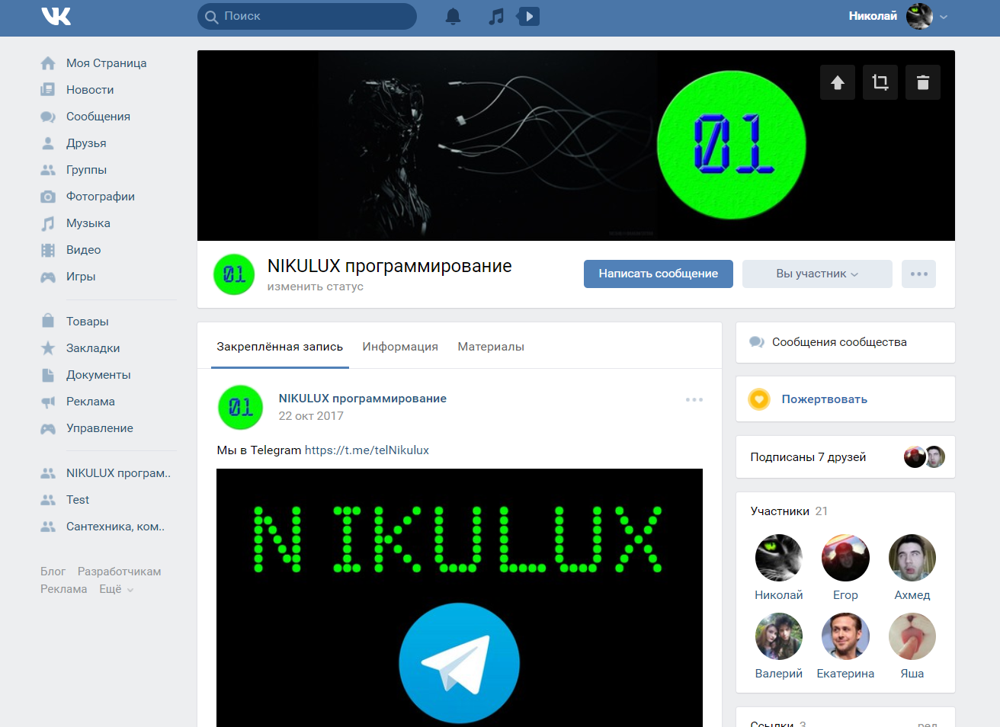 Поиск
Николай
Моя Страница
Новости
Сообщения
Друзья
Группы
Фотографии
Музыка
Видео
Игры
Товары
Закладки
Документы
Реклама
Управление
NIKULUX програм..
Test
Сантехника, ком..
Блог Разработчикам
Реклама Ещё
01
01
NIKULUX программирование
изменить статус
Написать сообщение
Вы участник
Закреплённая запись Информация Материалы
01
NIKULUX программирование
22 окт 2017
Мы в Telegram https://t.me/telNikulux
NIKULUX
Сообщения сообщества
Пожертвовать
Подписаны 7 друзей
Участники 21
Николай Егор Ахмед
Валерий Екатерина Яша
Ссылки 3 ред.